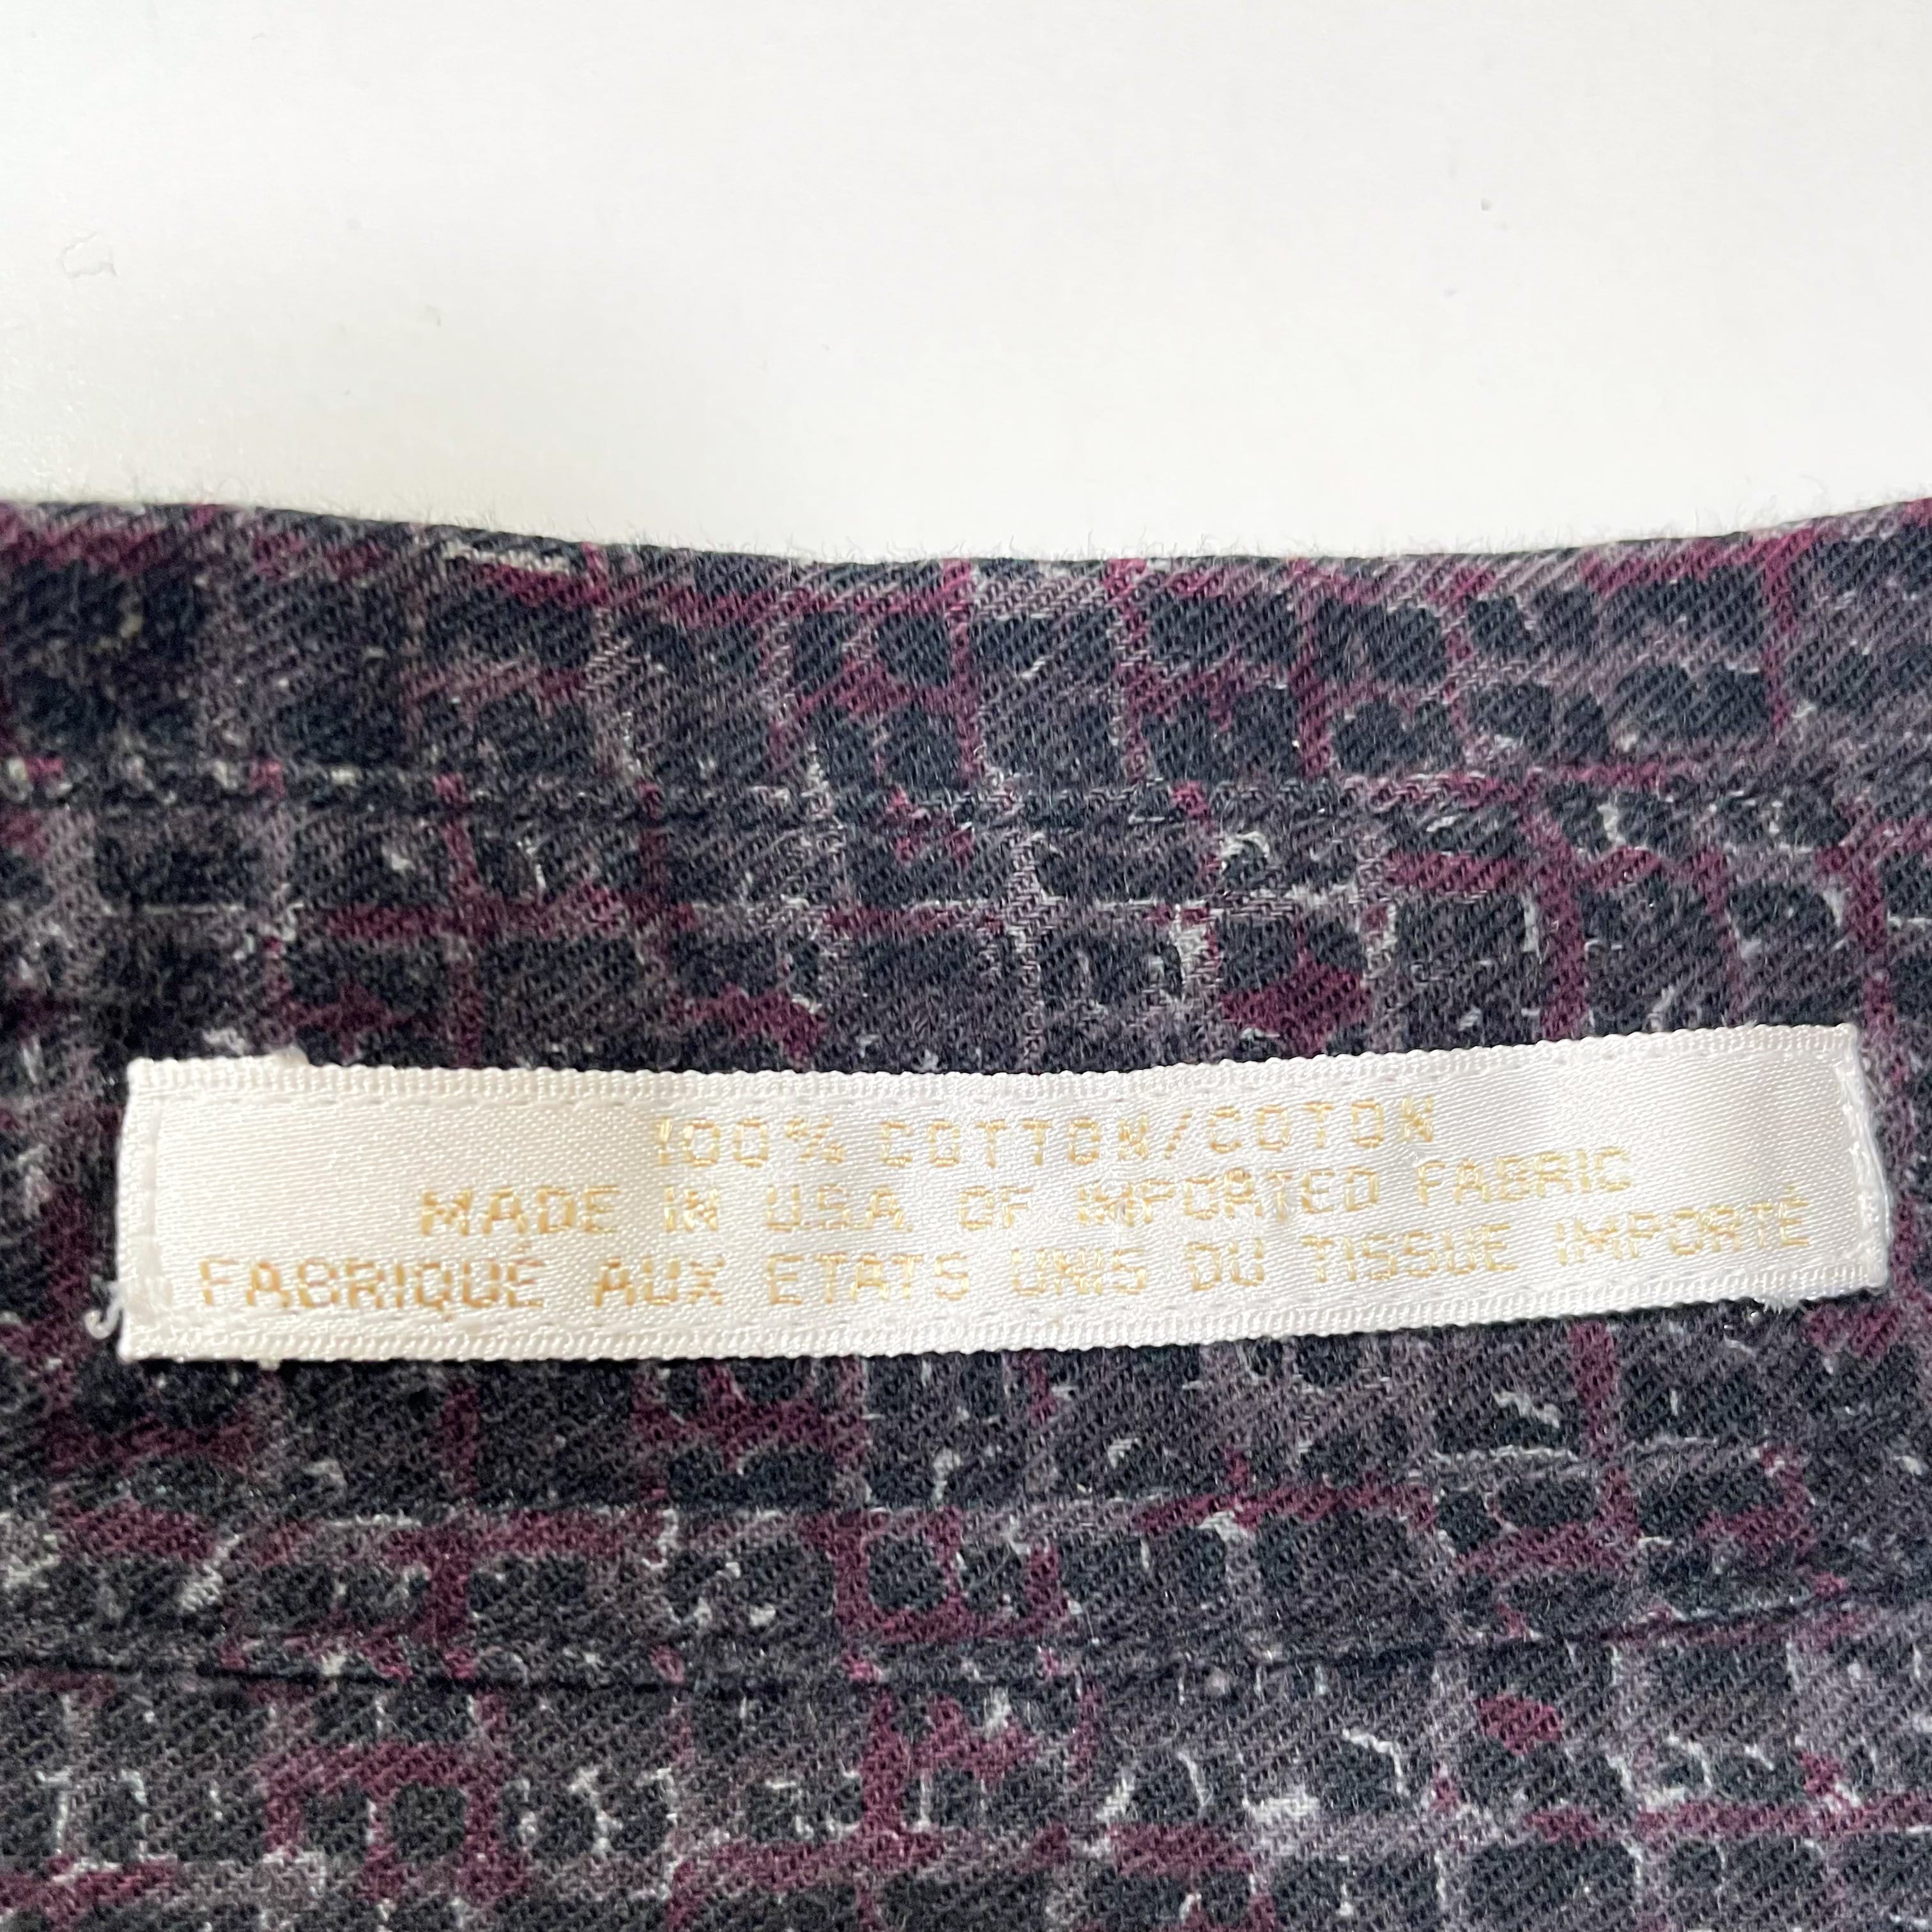 100% COTTON/COTON
MADE IN U.S.A. OF IMPORTED FABRIC
FABRIQUÉ AUX ETATS UNIS DU TISSUE IMPORTÉ